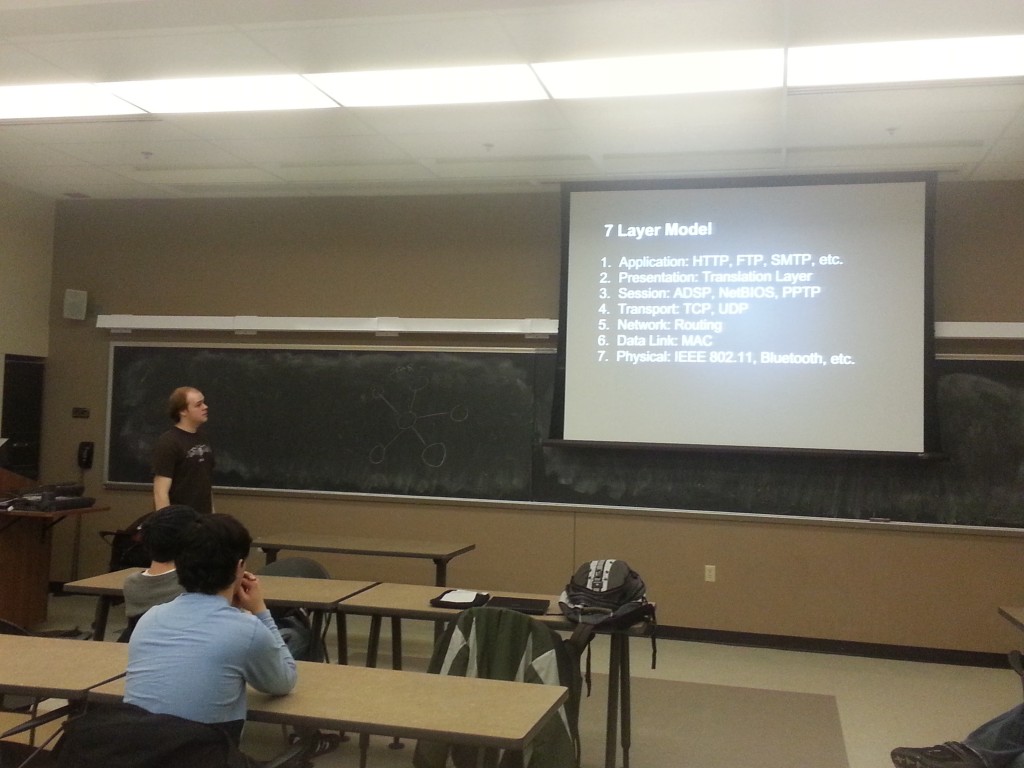 7 Layer Model
1. Application: HTTP, FTP, SMTP, etc.
2. Presentation: Translation Layer
3. Session: ADSP, NetBIOS, PPTP
4. Transport: TCP, UDP
5. Network: Routing
6. Data Link: MAC
7. Physical: IEEE 802.11, Bluetooth, etc.